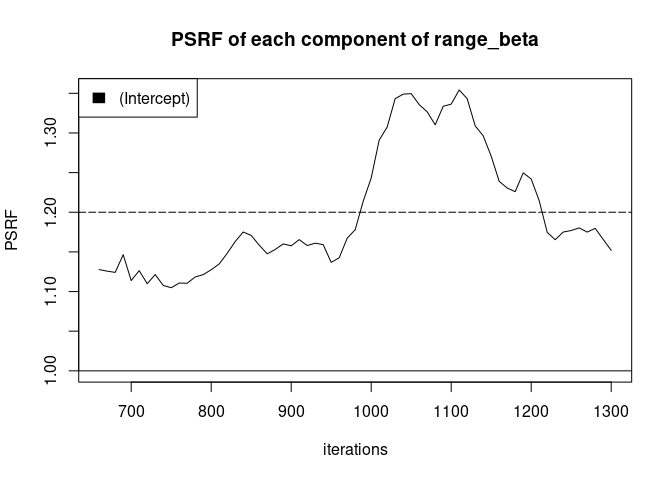 PSRF of each component of range_beta
(Intercept)
PSRF
1.30
1.20
1.10
1.00
700 800 900 1000 1100 1200 1300
iterations